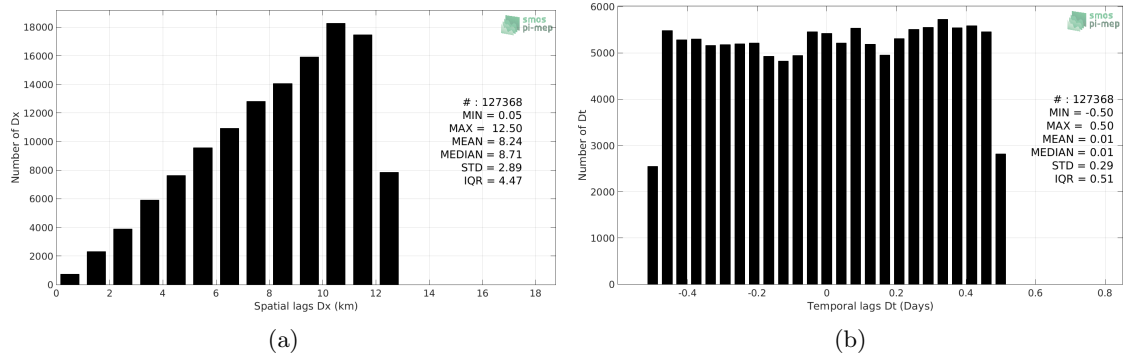 smos
pi-mep
18000
16000
14000
12000
10000
8000
6000
4000
2000
0
Number of Dx
# : 127368
MIN = 0.05
MAX = 12.50
MEAN = 8.24
MEDIAN = 8.71
STD = 2.89
IQR = 4.47
0 2 4 6 8 10 12 14 16 18
Spatial lags Dx (km)
(a)
smos
pi-mep
6000
5000
4000
3000
2000
1000
0
Number of Dt
# : 127368
MIN = -0.50
MAX = 0.50
MEAN = 0.01
MEDIAN = 0.01
STD = 0.29
IQR = 0.51
-0.4 -0.2 0 0.2 0.4 0.6 0.8
Temporal lags Dt (Days)
(b)